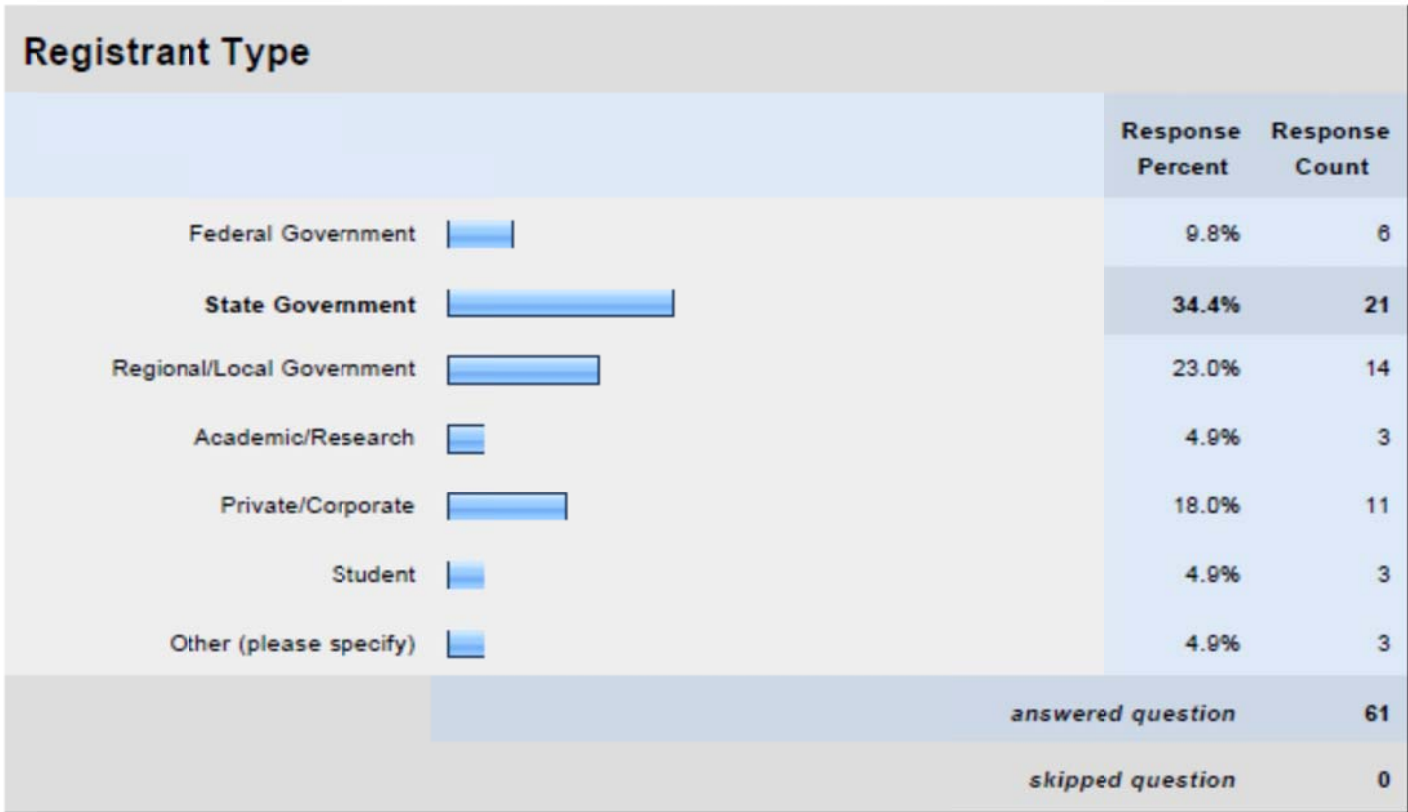 Registrant Type
Response Percent
Response Count
Federal Government 9.8% 6
State Government 34.4% 21
Regional/Local Government 23.0% 14
Academic/Research 4.9% 3
Private/Corporate 18.0% 11
Student 4.9% 3
Other (please specify) 4.9% 3
answered question 61
skipped question 0